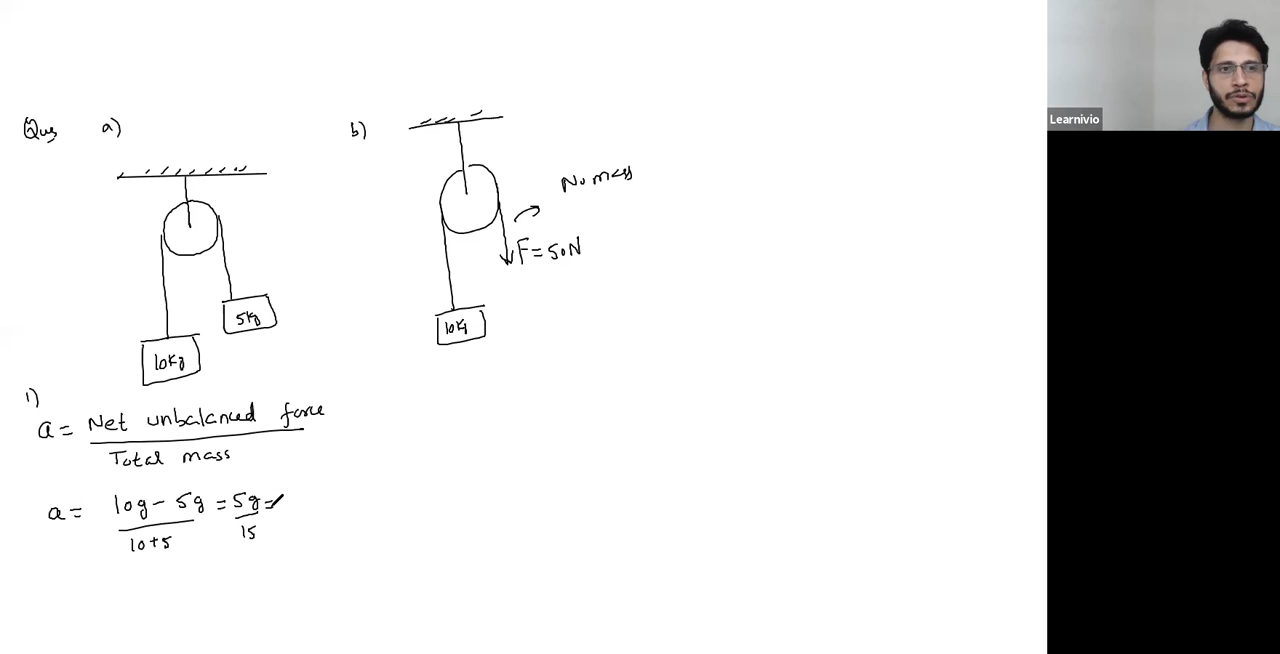 Ques a) b)
No mass
F = 50N
5kg
10kg
10kg
1)
a = Net unbalanced force
Total mass
a = 10g - 5g = 5g =
10+5 15
Learnivio